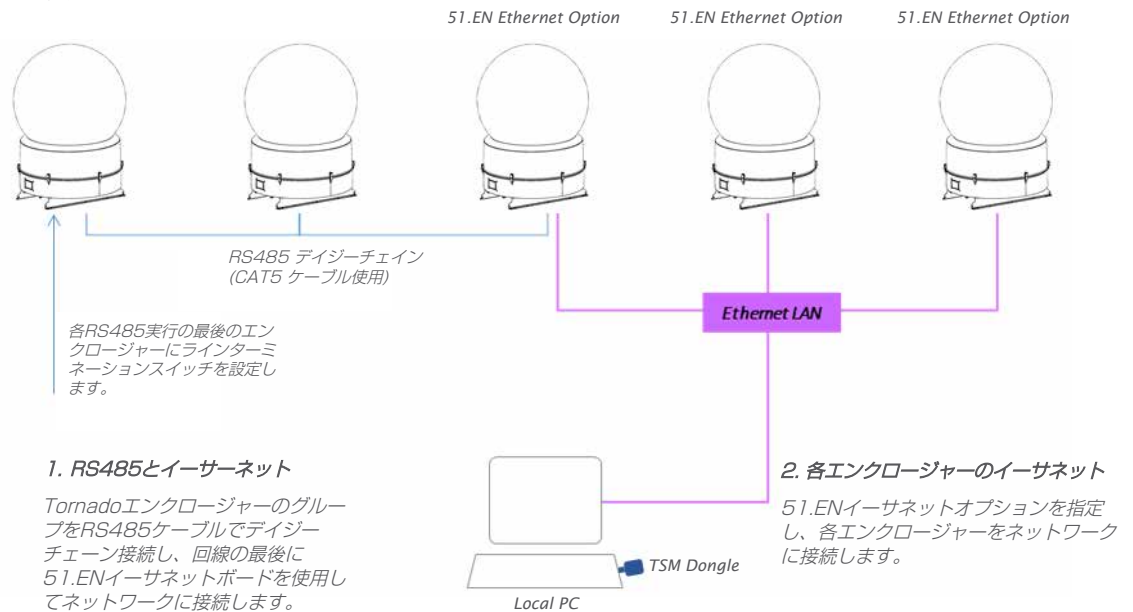 51.EN Ethernet Option
51.EN Ethernet Option
51.EN Ethernet Option
RS485 デイジーチェイン
(CAT5 ケーブル使用)
Ethernet LAN
各RS485実行の最後のエン
クロージャーにラインターミ
ネーションスイッチを設定し
ます。
1. RS485とイーサーネット
Tornadoエンクロージャーのグルー
プをRS485ケーブルでデイジー
チェーン接続し、回線の最後に
51.ENイーサネットボードを使用し
てネットワークに接続します。
2. 各エンクロージャーのイーサネット
51.ENイーサネットオプションを指定
し、各エンクロージャーをネットワーク
に接続します。
TSM Dongle
Local PC